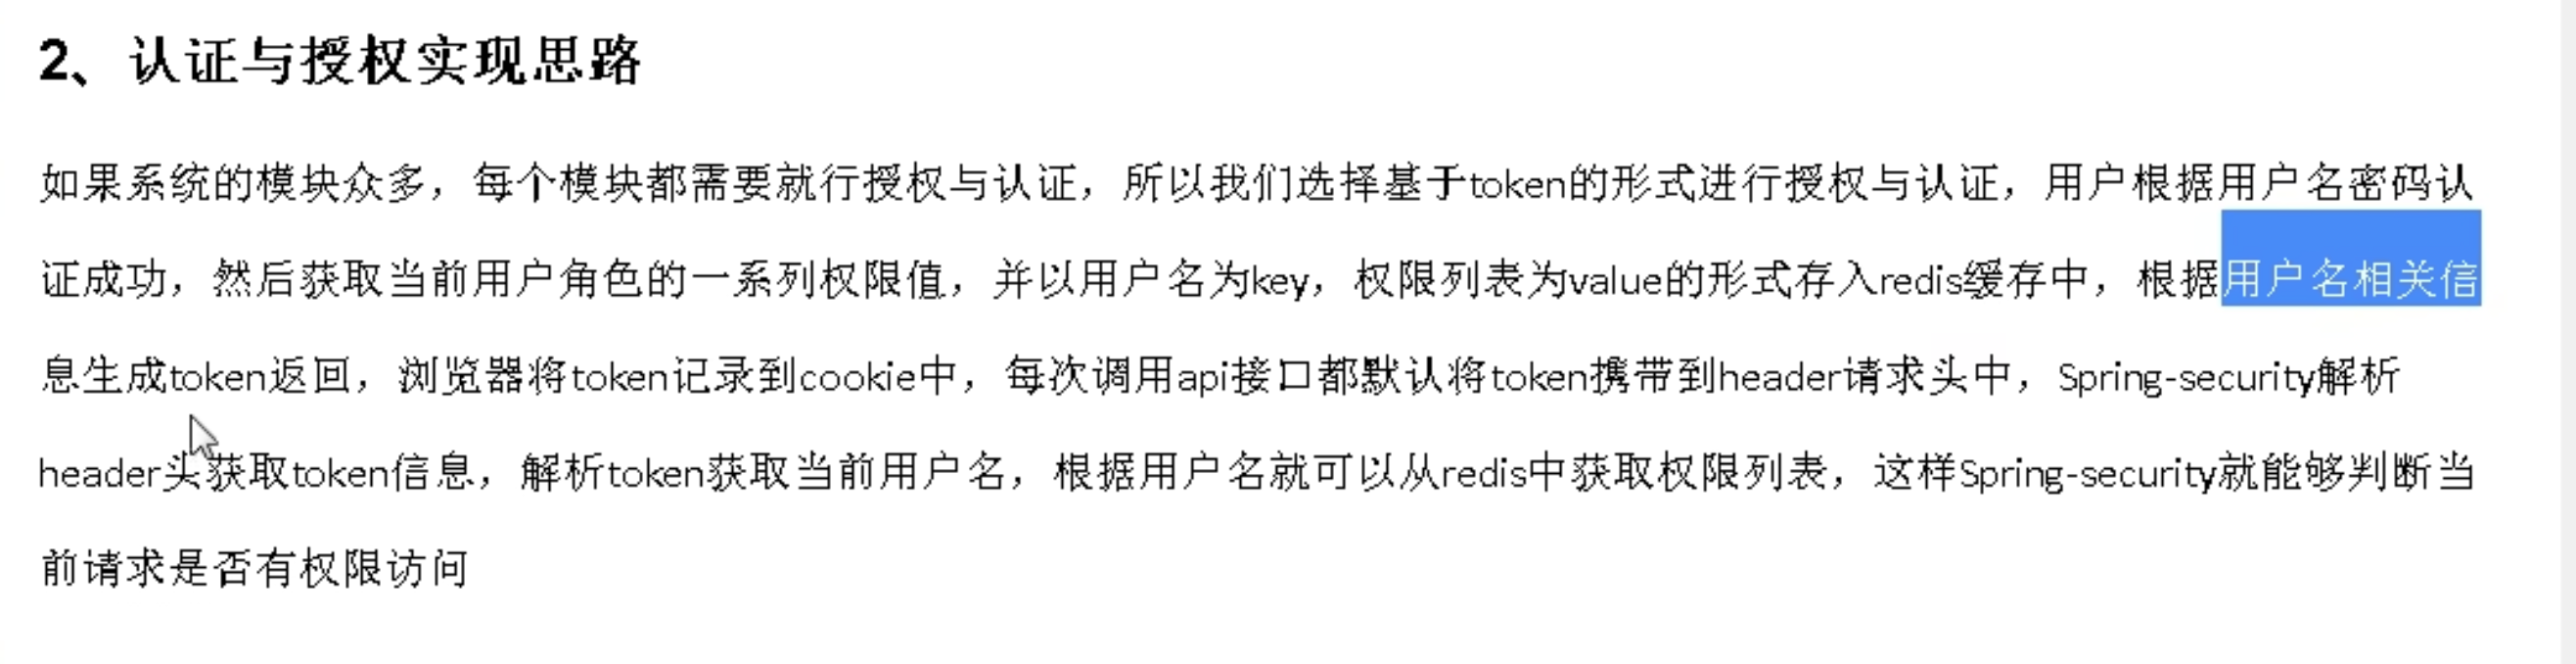 2、认证与授权实现思路
如果系统的模块众多，每个模块都需要就行授权与认证，所以我们选择基于token的形式进行授权与认证，用户根据用户名密码认
证成功，然后获取当前用户角色的一系列权限值，并以用户名为key，权限列表为value的形式存入redis缓存中，根据用户名相关信
息生成token返回，浏览器将token记录到cookie中，每次调用api接口都默认将token携带到header请求头中，Spring-security解析
header头获取token信息，解析token获取当前用户名，根据用户名就可以从redis中获取权限列表，这样Spring-security就能够判断当
前请求是否有权限访问